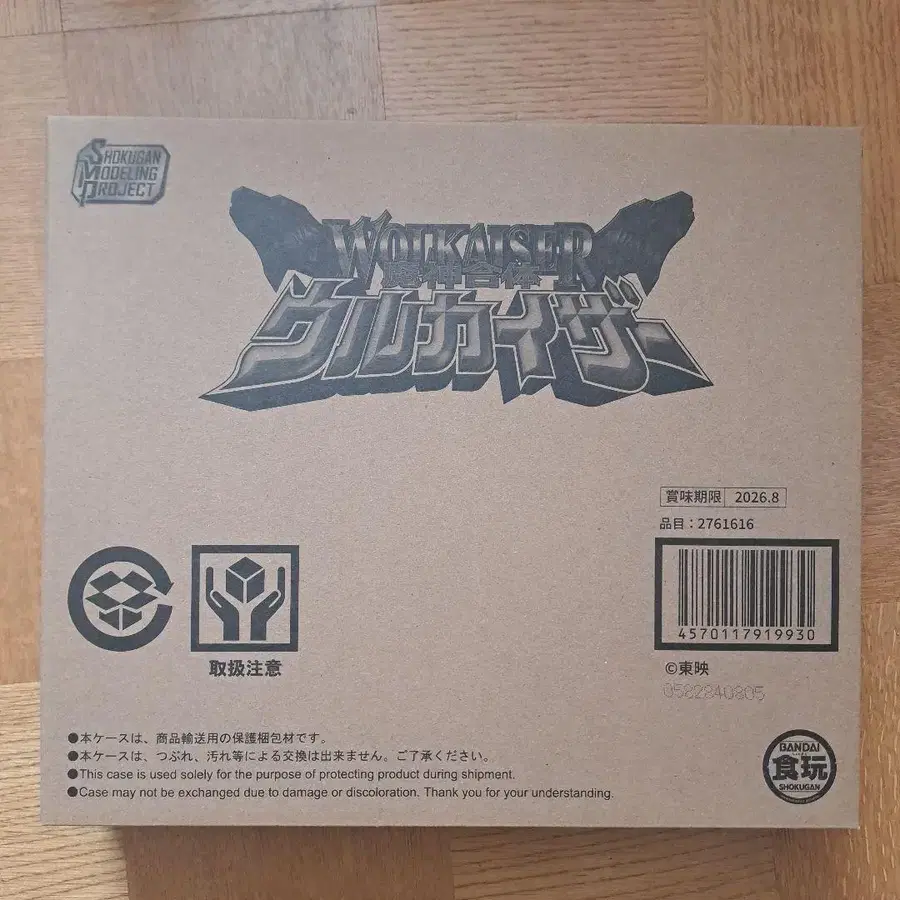 SHOKUGAN
MODELING
PROJECT
WOLKAISER
魔神合体
ウルカイザー
賞味期限 2026.8
品目:2761616
4570117919930
©東映
0582840805
取扱注意
●本ケースは、商品輸送用の保護梱包材です。
●本ケースは、つぶれ、汚れ等による交換は出来ません。ご了承ください。
●This case is used solely for the purpose of protecting product during shipment.
●Case may not be exchanged due to damage or discoloration. Thank you for your understanding.
BANDAI
食玩
SHOKUGAN